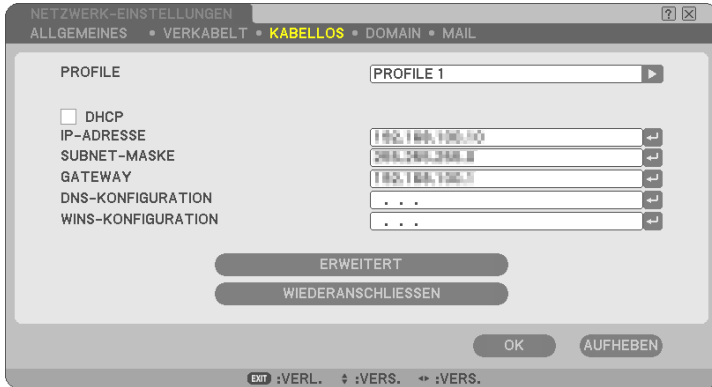 NETZWERK-EINSTELLUNGEN
ALLGEMEINES • VERKABELT • KABELLOS • DOMAIN • MAIL
PROFILE PROFILE 1
DHCP
IP-ADRESSE
SUBNET-MASKE
GATEWAY
DNS-KONFIGURATION . . .
WINS-KONFIGURATION . . .
ERWEITERT
WIEDERANSCHLIESSEN
OK AUFHEBEN
EXIT :VERL. :VERS. :VERS.